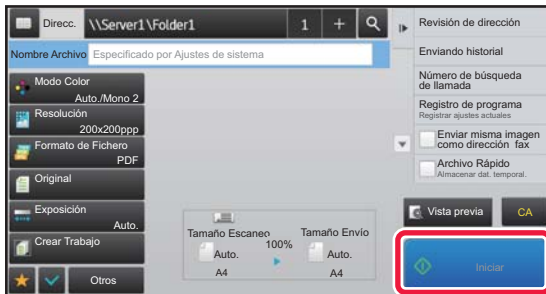 Direcc.
\\Server1\Folder1
1
+
Nombre Archivo
Especificado por Ajustes de sistema
Modo Color
Auto./Mono 2
Resolución
200x200ppp
Formato de Fichero
PDF
Original
Exposición
Auto.
Crear Trabajo
Otros
Tamaño Escaneo
100%
Tamaño Envío
Auto.
A4
Auto.
A4
Revisión de dirección
Enviando historial
Número de búsqueda
de llamada
Registro de programa
Registrar ajustes actuales
Enviar misma imagen
como dirección fax
Archivo Rápido
Almacenar dat. temporal.
Vista previa
CA
Iniciar